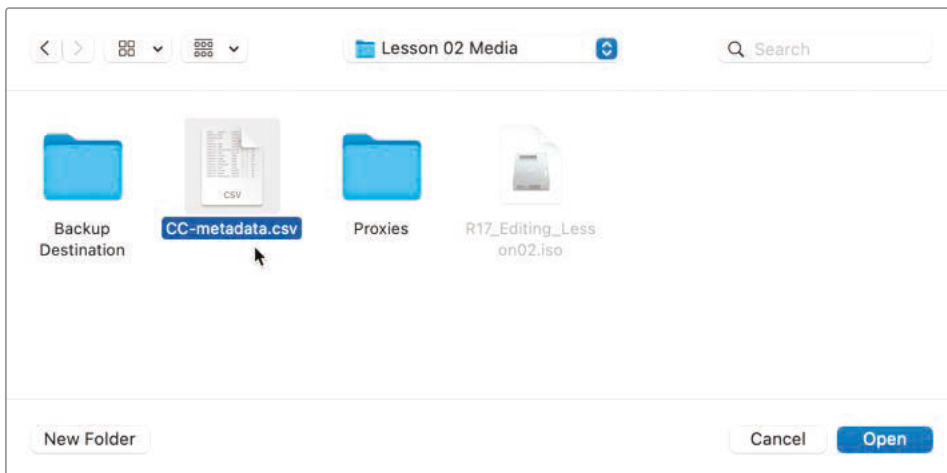 Lesson 02 Media
Search
CSV
Backup
Destination
CC-metadata.csv
Proxies
R17_Editing_Less
on02.iso
New Folder
Cancel
Open